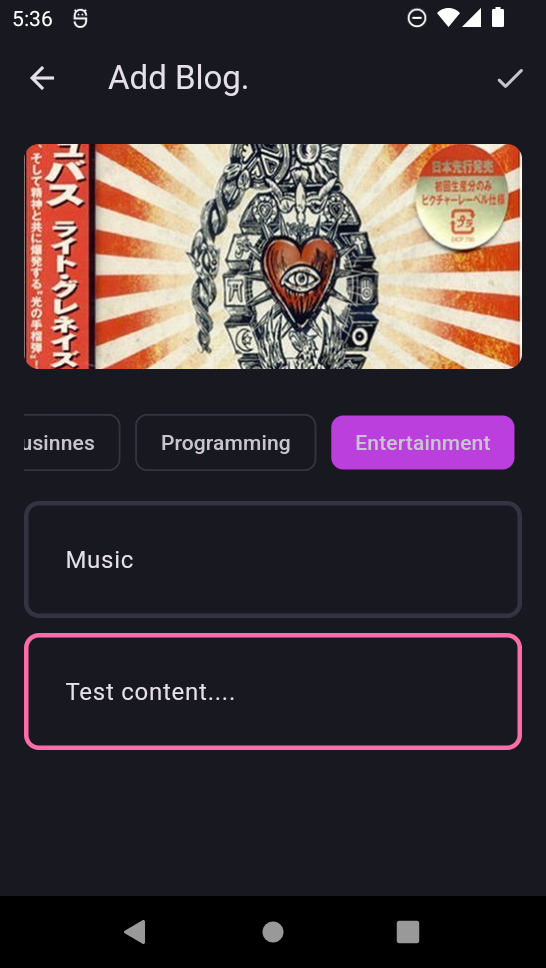 5:36
Add Blog.
ュバス ライト・グレネイズ
そして精神と共に爆発する。"光の手榴弾"。
日本先行発売
初回生産分のみ
ピクチャーレーベル仕様
usinnes
Programming
Entertainment
Music
Test content....